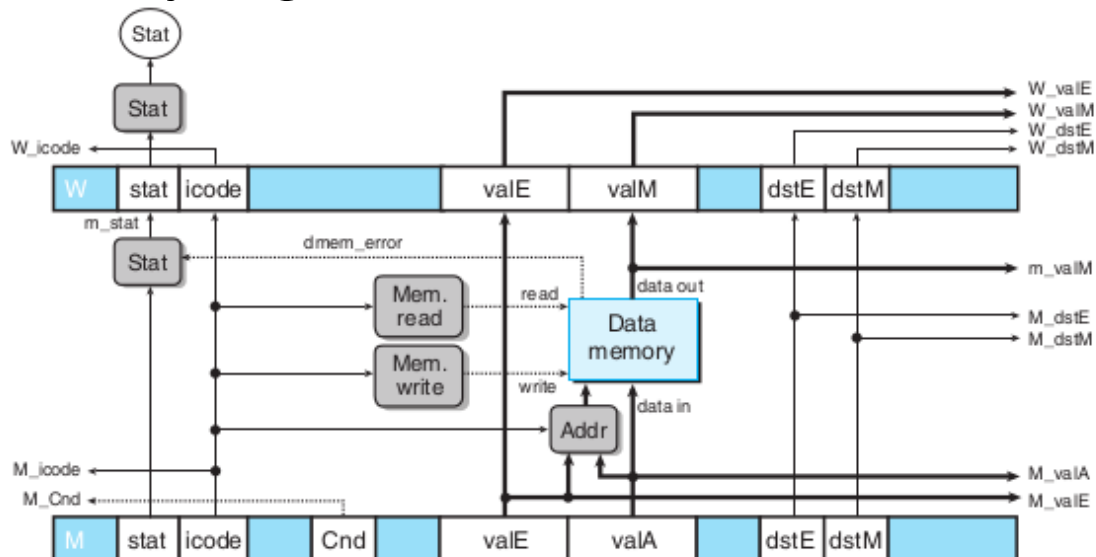 Stat
Stat
W_valE
W_valM
W_dstE
W_dstM
W_icode
W stat icode valE valM dstE dstM
m_stat
Stat
dmem_error
m_valM
data out
Mem.
read
read
Data
memory
M_dstE
M_dstM
Mem.
write
write
data in
Addr
M_icode
M_valA
M_Cnd
M_valE
M stat icode Cnd valE valA dstE dstM